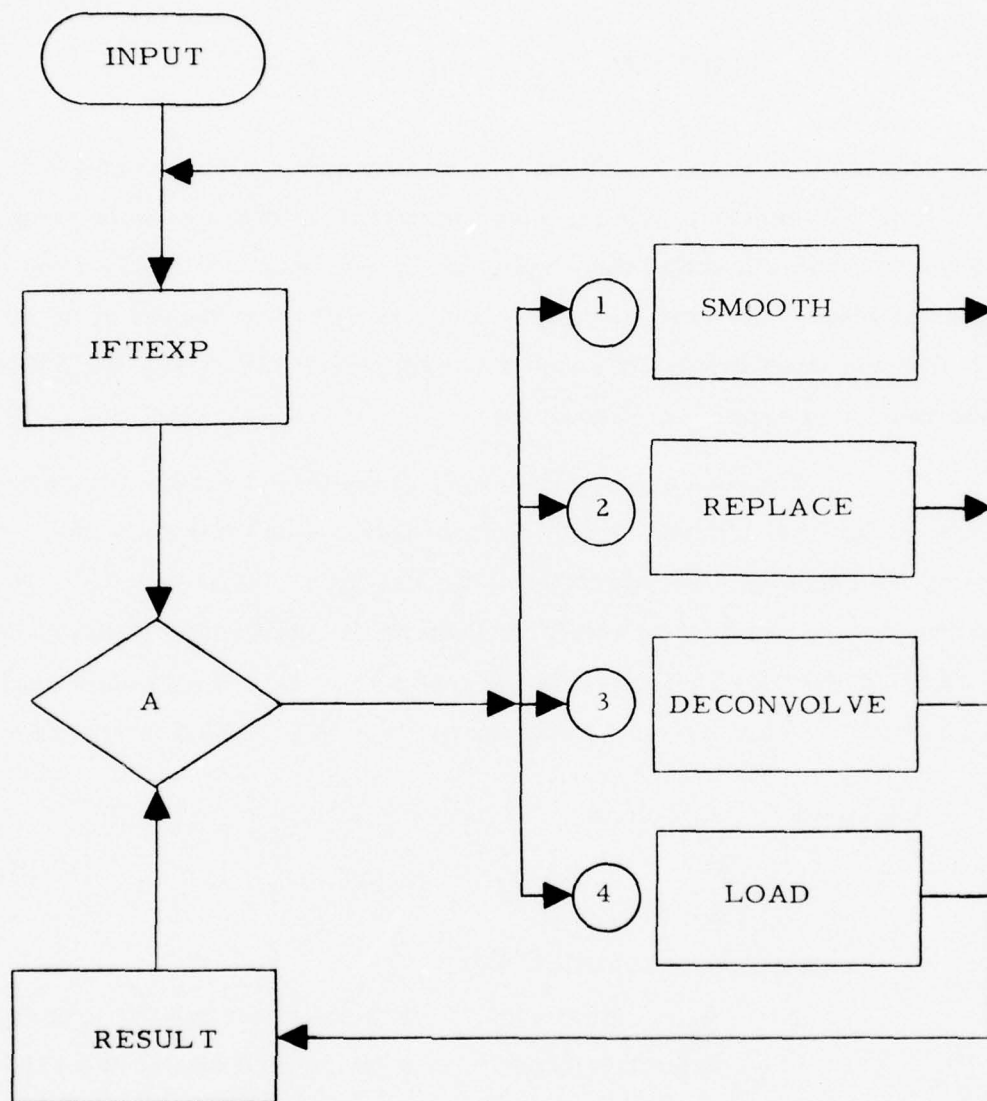 INPUT
IFTEXP
A
1
SMOOTH
2
REPLACE
3
DECONVOLVE
4
LOAD
RESULT